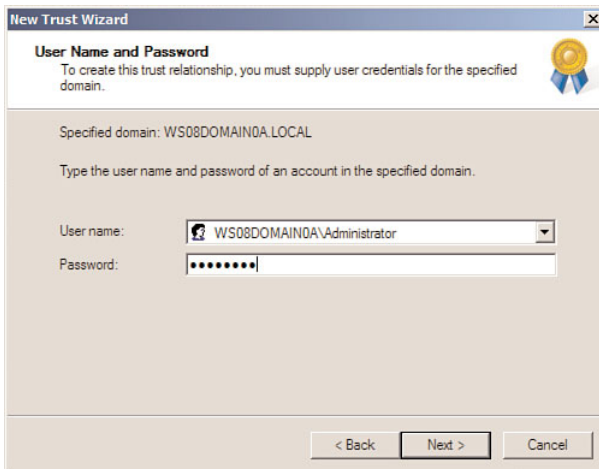 New Trust Wizard
User Name and Password
To create this trust relationship, you must supply user credentials for the specified
domain.
Specified domain: WS08DOMAIN0A.LOCAL
Type the user name and password of an account in the specified domain.
User name: WS08DOMAIN0A\Administrator
Password: ••••••••
< Back Next > Cancel